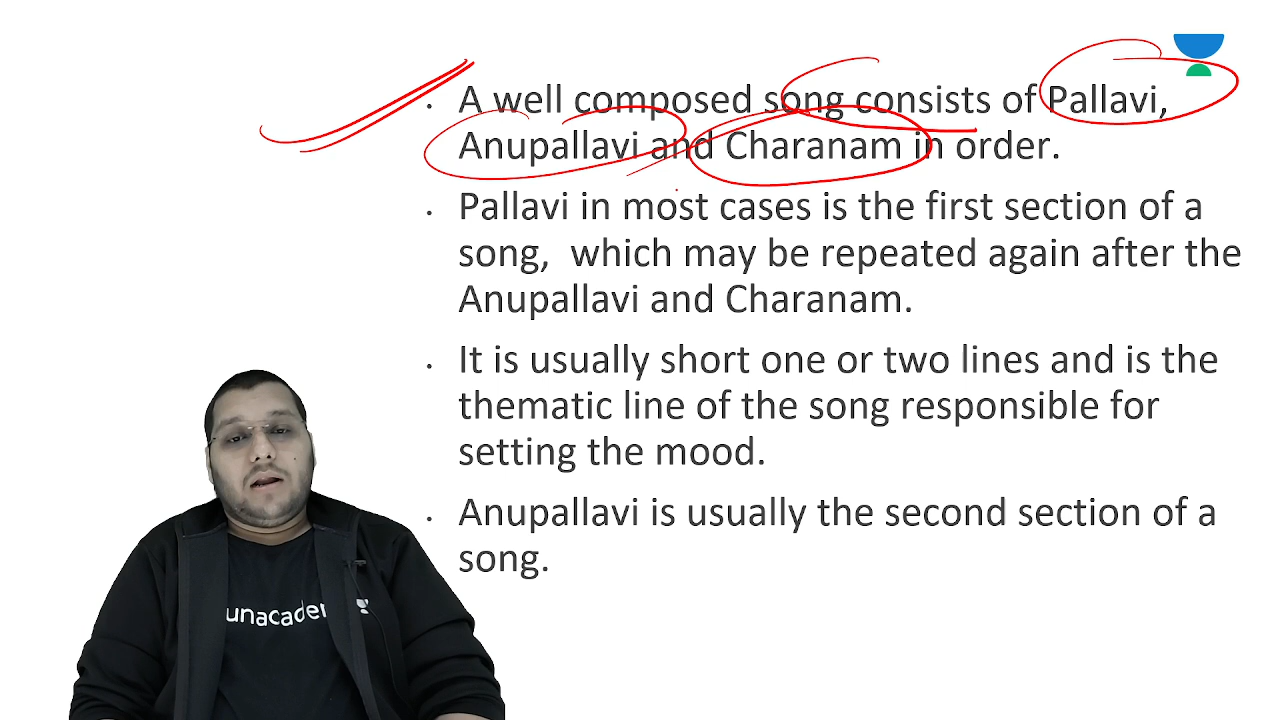 A well composed song consists of Pallavi,
Anupallavi and Charanam in order.
Pallavi in most cases is the first section of a
song, which may be repeated again after the
Anupallavi and Charanam.
It is usually short one or two lines and is the
thematic line of the song responsible for
setting the mood.
Anupallavi is usually the second section of a
song.
unacadem